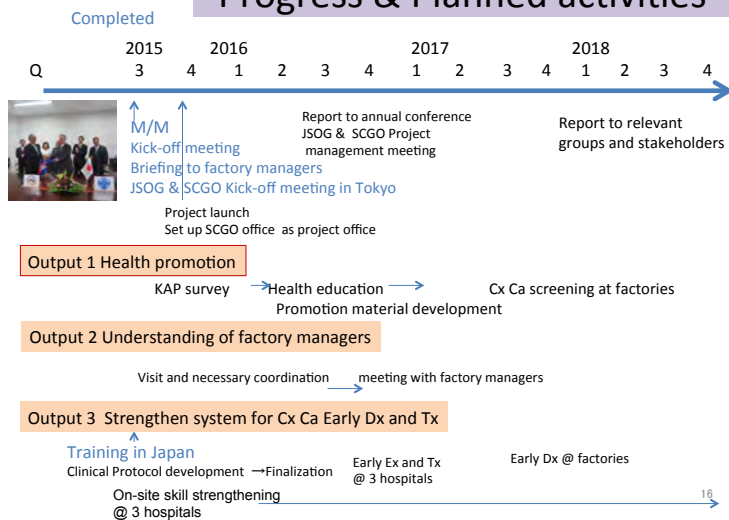 Progress & Planned activities
Completed
2015 2016 2017 2018
Q 3 4 1 2 3 4 1 2 3 4 1 2 3 4
M/M
Kick-off meeting
Briefing to factory managers
JSOG & SCGO Kick-off meeting in Tokyo
Report to annual conference
JSOG & SCGO Project
management meeting
Report to relevant
groups and stakeholders
Project launch
Set up SCGO office as project office
Output 1 Health promotion
KAP survey → Health education → Cx Ca screening at factories
Promotion material development
Output 2 Understanding of factory managers
Visit and necessary coordination → meeting with factory managers
Output 3 Strengthen system for Cx Ca Early Dx and Tx
Training in Japan
Clinical Protocol development →Finalization
Early Ex and Tx
@ 3 hospitals
Early Dx @ factories
On-site skill strengthening
@ 3 hospitals
16